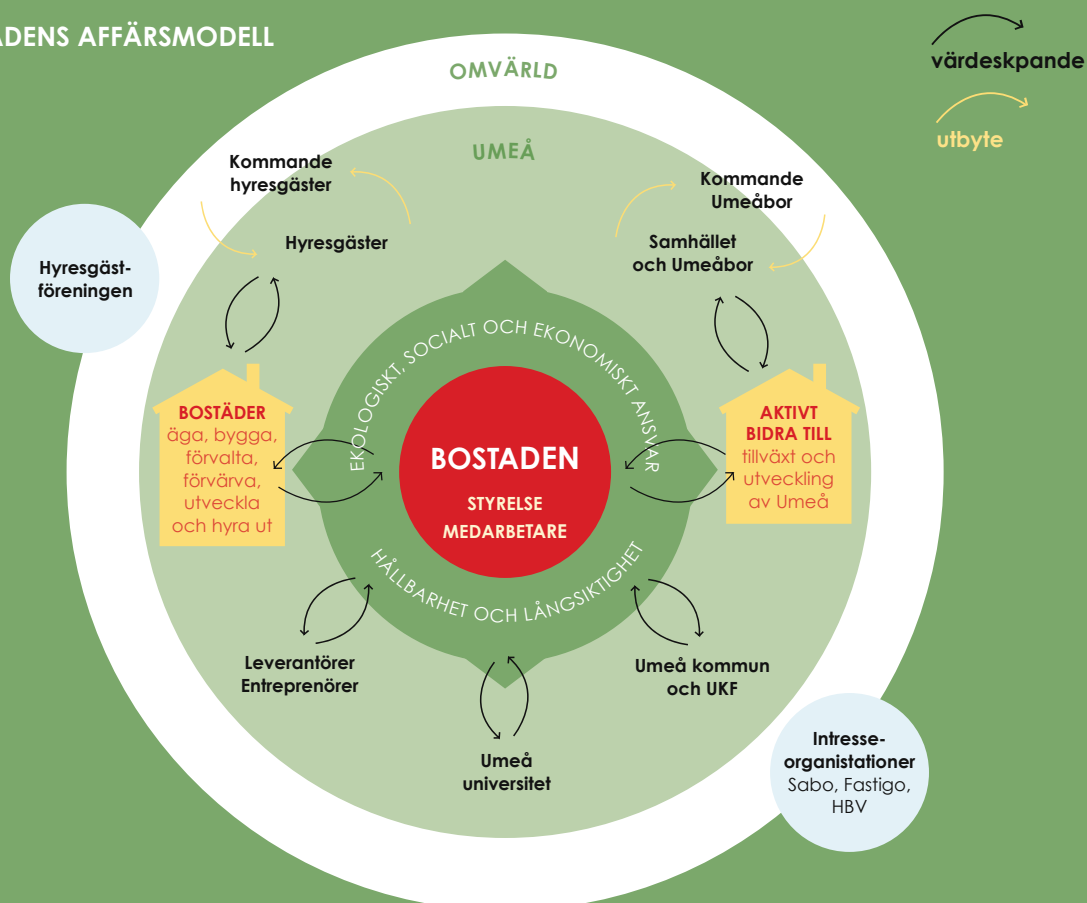 ADENS AFFÄRSMODELL
värdeskpande
utbyte
OMVÄRLD
UMEÅ
Kommande
hyresgäster
Hyresgäster
Kommande
Umeåbor
Samhället
och Umeåbor
Hyresgäst-
föreningen
EKOLOGISKT, SOCIALT OCH EKONOMISKT ANSVAR
BOSTÄDER
äga, bygga,
förvalta,
förvärva,
utveckla
och hyra ut
BOSTADEN
STYRELSE
MEDARBETARE
AKTIVT
BIDRA TILL
tillväxt och
utveckling
av Umeå
HÅLLBARHET OCH LÅNGSIKTIGHET
Leverantörer
Entreprenörer
Umeå kommun
och UKF
Umeå
universitet
Intresse-
organistationer
Sabo, Fastigo,
HBV